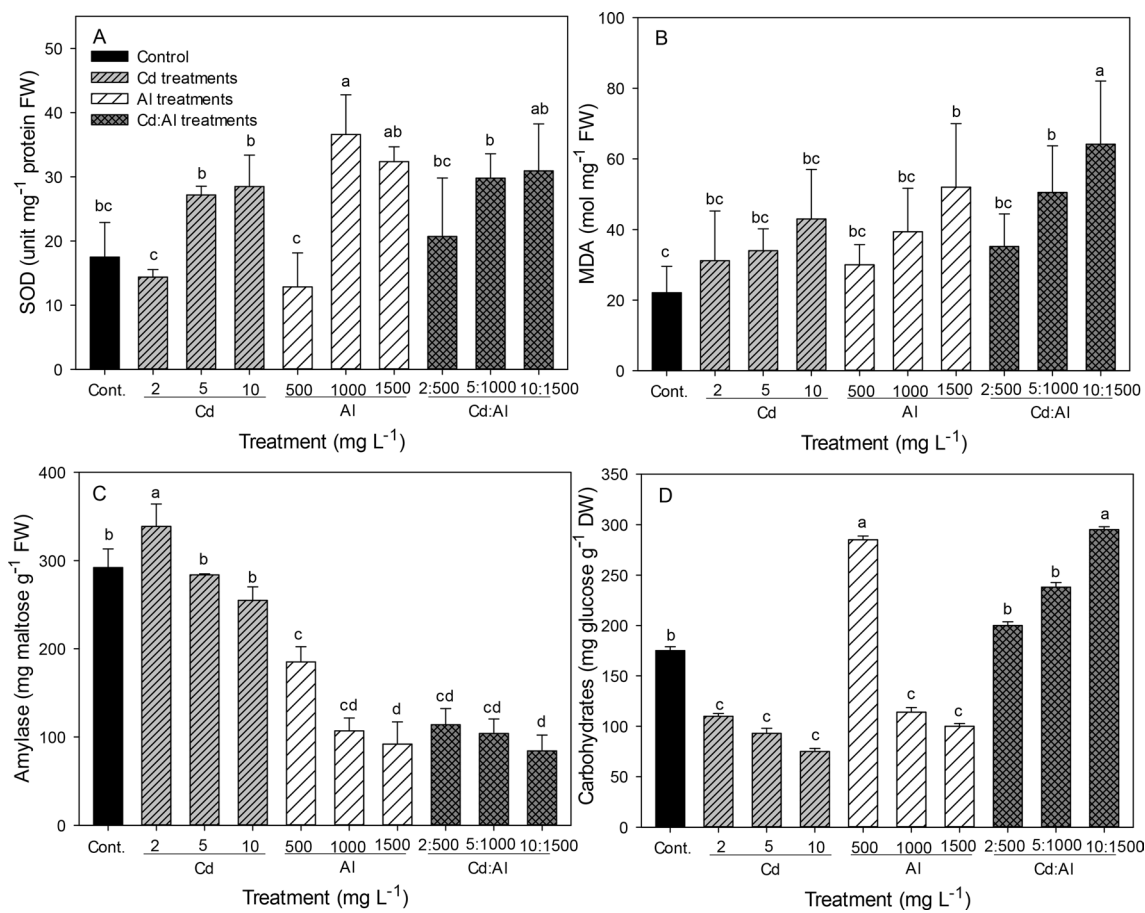 A
SOD (unit mg⁻¹ protein FW)
60
50
40
30
20
10
0
Control
Cd treatments
Al treatments
Cd:Al treatments
bc
c
b
b
c
a
ab
bc
b
ab
Cont. 2 5 10 500 1000 1500 2:500 5:1000 10:1500
Cd Al Cd:Al
Treatment (mg L⁻¹)
B
MDA (mol mg⁻¹ FW)
100
80
60
40
20
0
c
bc
bc
bc
bc
bc
b
bc
b
a
Cont. 2 5 10 500 1000 1500 2:500 5:1000 10:1500
Cd Al Cd:Al
Treatment (mg L⁻¹)
C
Amylase (mg maltose g⁻¹ FW)
400
300
200
100
0
b
a
b
b
c
cd
d
cd
cd
d
Cont. 2 5 10 500 1000 1500 2:500 5:1000 10:1500
Cd Al Cd:Al
Treatment (mg L⁻¹)
D
Carbohydrates (mg glucose g⁻¹ DW)
350
300
250
200
150
100
50
0
b
c
c
c
a
c
c
b
b
a
Cont. 2 5 10 500 1000 1500 2:500 5:1000 10:1500
Cd Al Cd:Al
Treatment (mg L⁻¹)